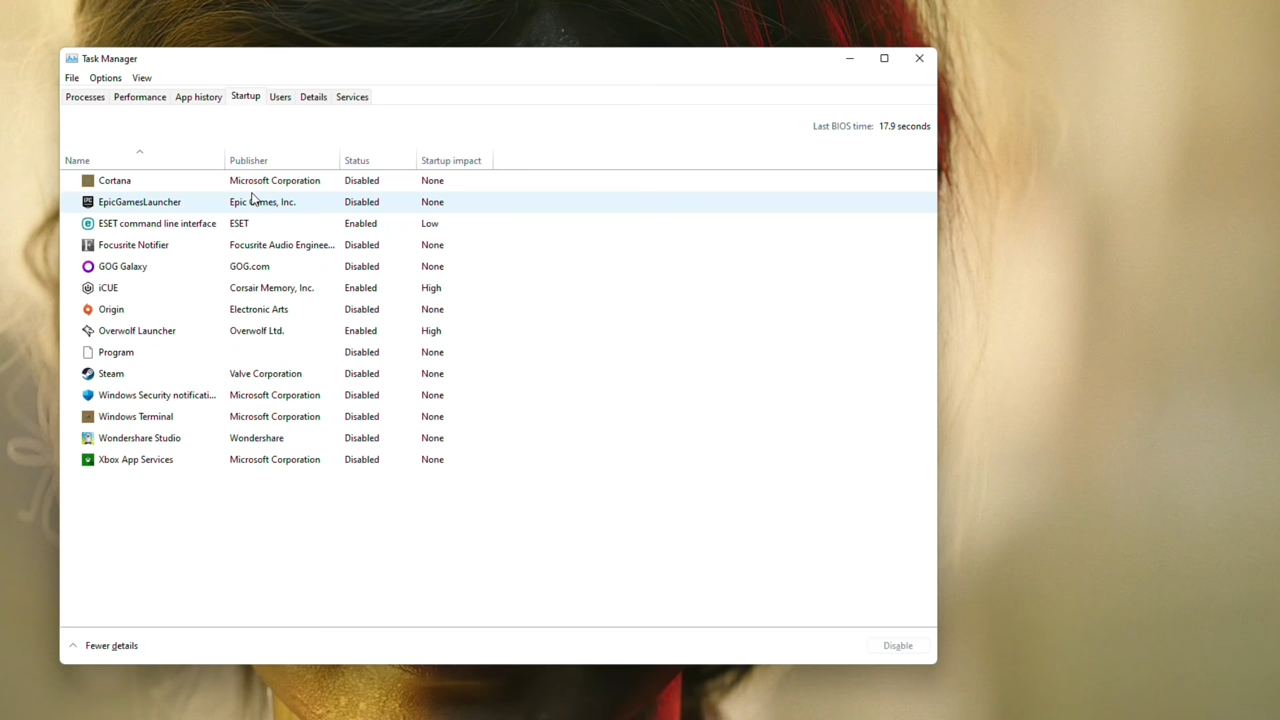 Task Manager
File Options View
Processes Performance App history Startup Users Details Services
Last BIOS time: 17.9 seconds
Name Publisher Status Startup impact
Cortana Microsoft Corporation Disabled None
EpicGamesLauncher Epic Games, Inc. Disabled None
ESET command line interface ESET Enabled Low
Focusrite Notifier Focusrite Audio Enginee... Disabled None
GOG Galaxy GOG.com Disabled None
iCUE Corsair Memory, Inc. Enabled High
Origin Electronic Arts Disabled None
Overwolf Launcher Overwolf Ltd. Enabled High
Program Disabled None
Steam Valve Corporation Disabled None
Windows Security notificati... Microsoft Corporation Disabled None
Windows Terminal Microsoft Corporation Disabled None
Wondershare Studio Wondershare Disabled None
Xbox App Services Microsoft Corporation Disabled None
Fewer details Disable